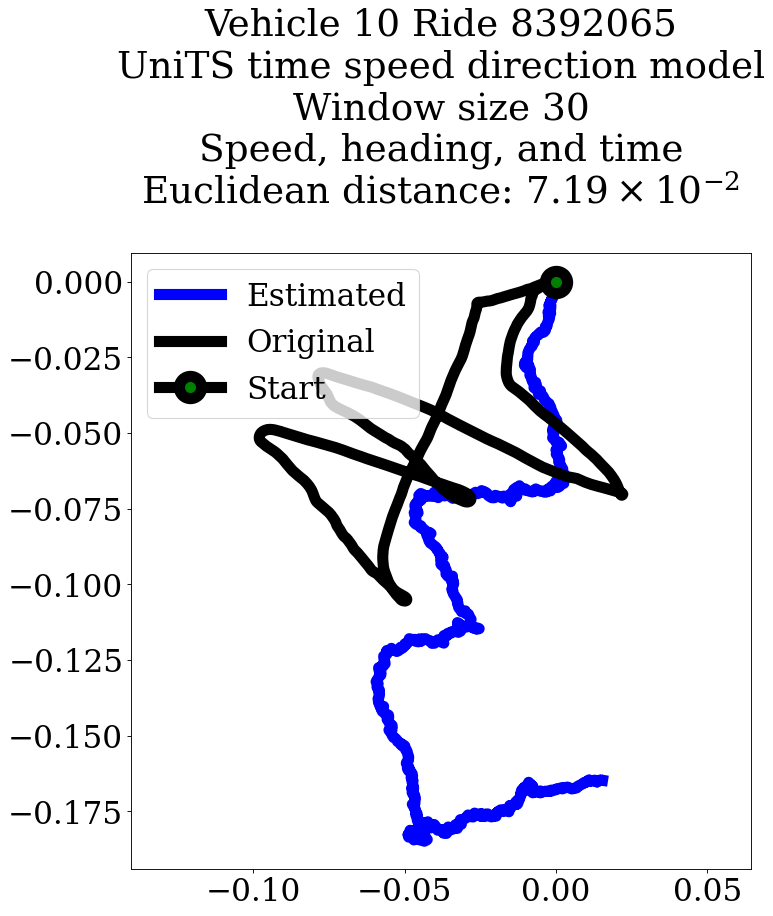 Vehicle 10 Ride 8392065
UniTS time speed direction model
Window size 30
Speed, heading, and time
Euclidean distance: 7.19 × 10⁻²
0.000
−0.025
−0.050
−0.075
−0.100
−0.125
−0.150
−0.175
Estimated
Original
Start
−0.10 −0.05 0.00 0.05